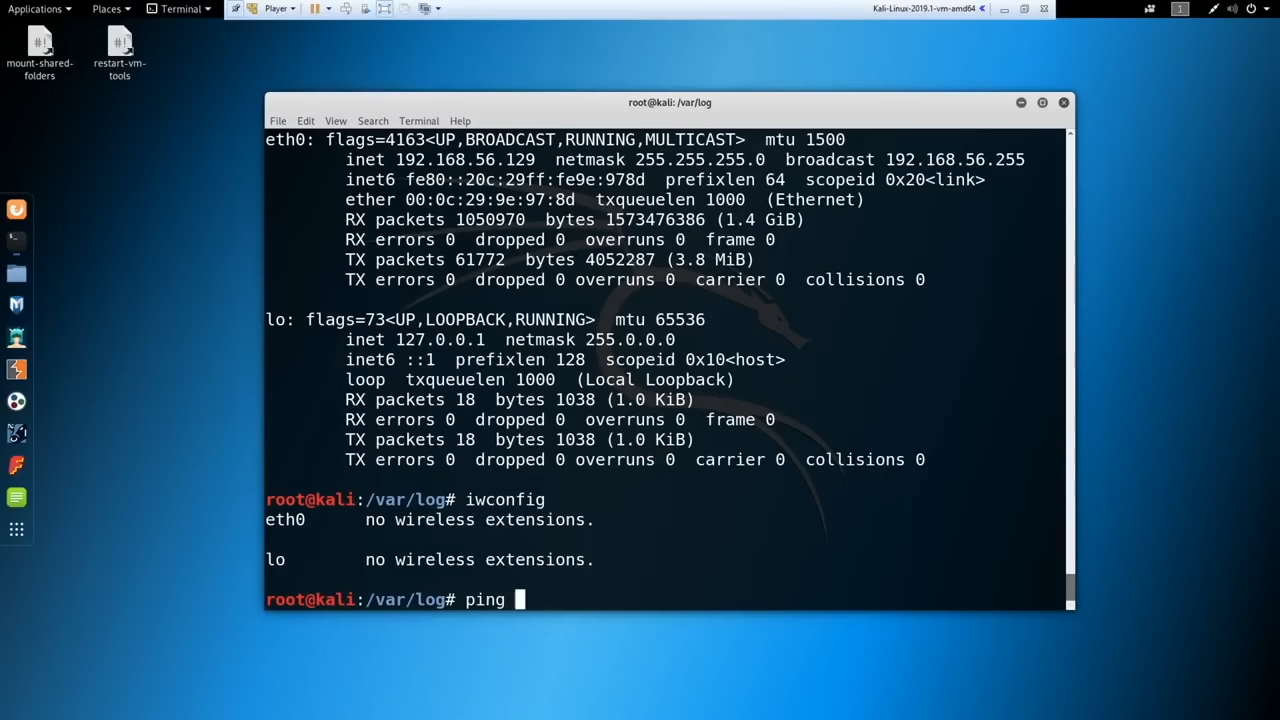 Applications Places Terminal Player Kali-Linux-2019.1-vm-amd64 1
mount-shared-folders
restart-vm-tools
root@kali: /var/log
File Edit View Search Terminal Help
eth0: flags=4163<UP,BROADCAST,RUNNING,MULTICAST>  mtu 1500
        inet 192.168.56.129  netmask 255.255.255.0  broadcast 192.168.56.255
        inet6 fe80::20c:29ff:fe9e:978d  prefixlen 64  scopeid 0x20<link>
        ether 00:0c:29:9e:97:8d  txqueuelen 1000  (Ethernet)
        RX packets 1050970  bytes 1573476386 (1.4 GiB)
        RX errors 0  dropped 0  overruns 0  frame 0
        TX packets 61772  bytes 4052287 (3.8 MiB)
        TX errors 0  dropped 0 overruns 0  carrier 0  collisions 0
lo: flags=73<UP,LOOPBACK,RUNNING>  mtu 65536
        inet 127.0.0.1  netmask 255.0.0.0
        inet6 ::1  prefixlen 128  scopeid 0x10<host>
        loop  txqueuelen 1000  (Local Loopback)
        RX packets 18  bytes 1038 (1.0 KiB)
        RX errors 0  dropped 0  overruns 0  frame 0
        TX packets 18  bytes 1038 (1.0 KiB)
        TX errors 0  dropped 0 overruns 0  carrier 0  collisions 0
root@kali:/var/log# iwconfig
eth0      no wireless extensions.
lo        no wireless extensions.
root@kali:/var/log# ping